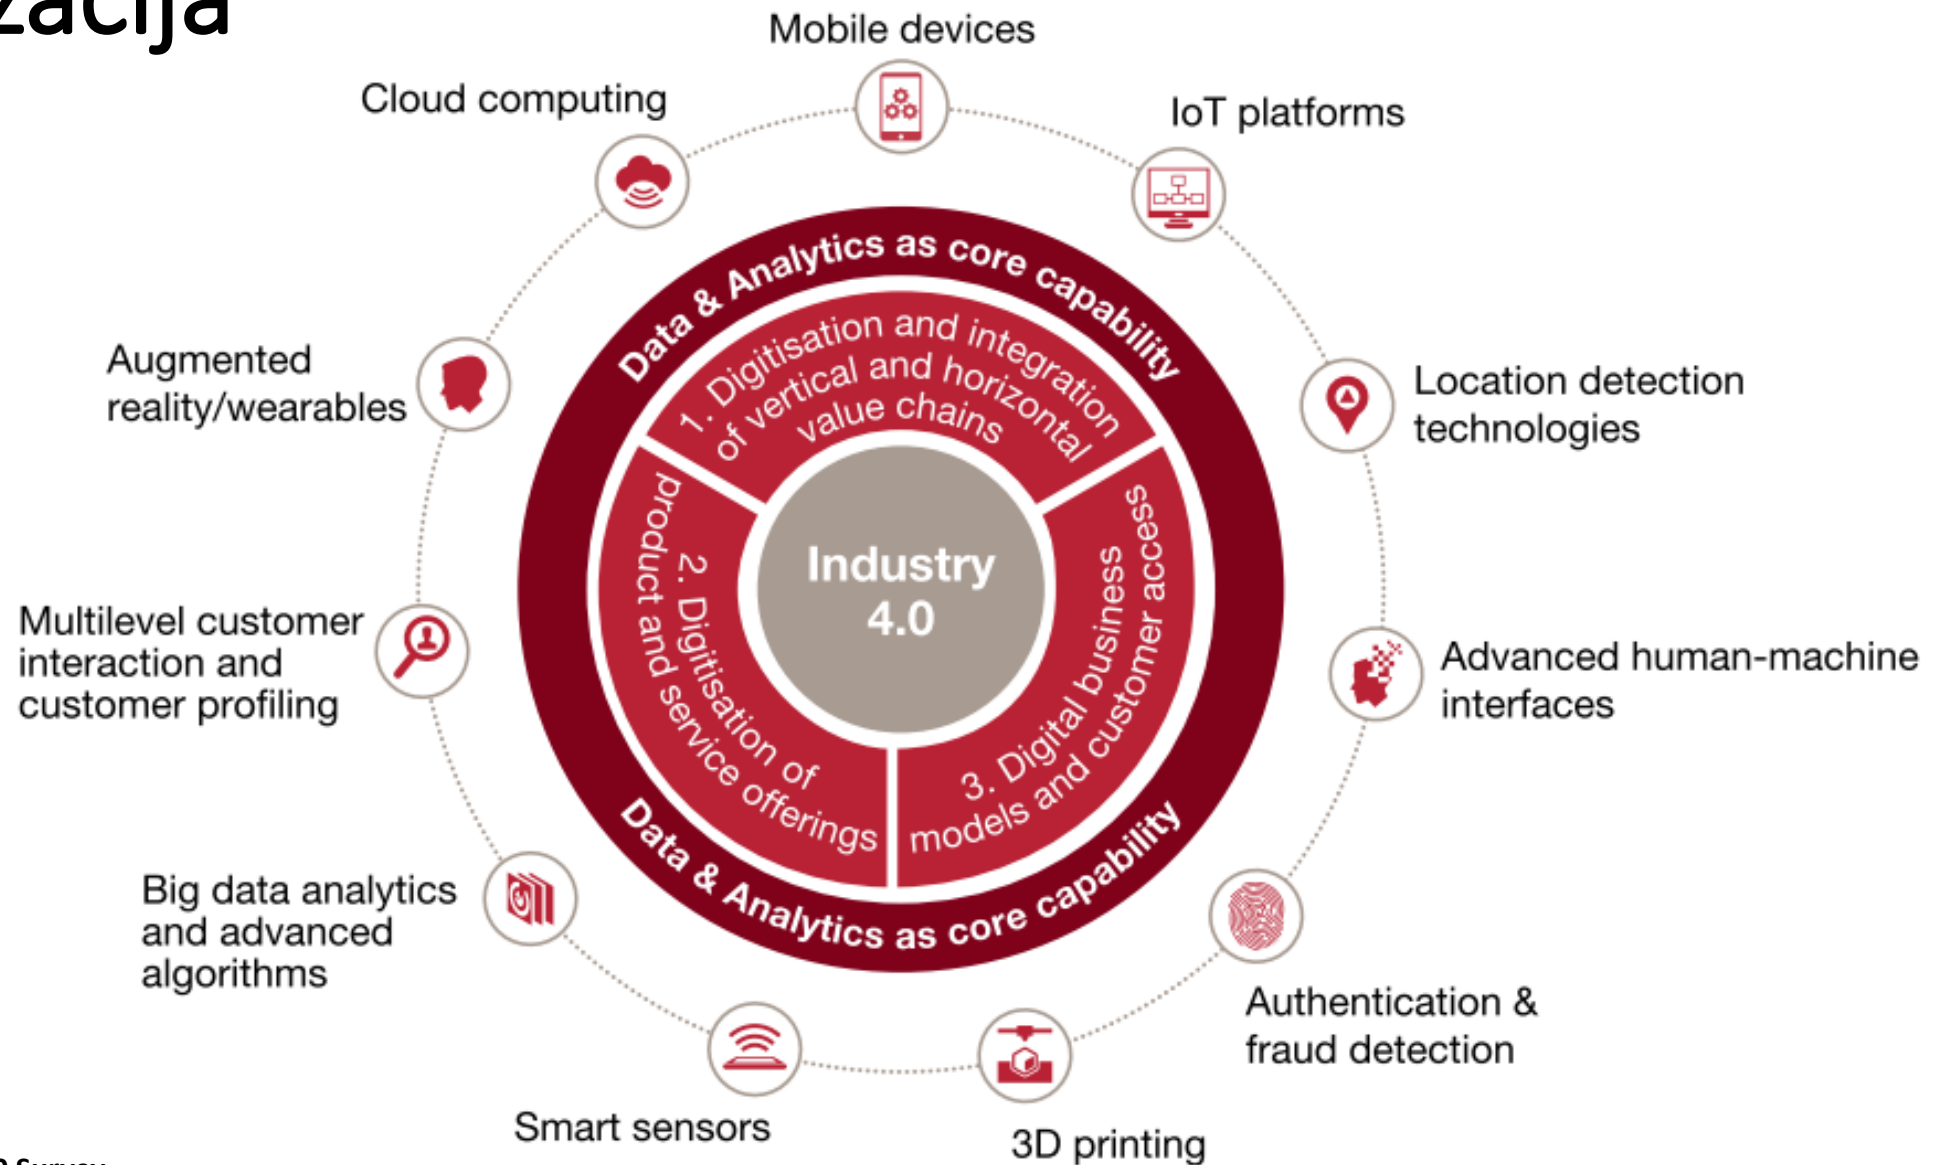 Mobile devices
Cloud computing
IoT platforms
Data & Analytics as core capability
1. Digitisation and integration
of vertical and horizontal
value chains
Augmented
reality/wearables
Location detection
technologies
Industry
4.0
2. Digitisation of
product and service offerings
3. Digital business
models and customer access
Multilevel customer
interaction and
customer profiling
Advanced human-machine
interfaces
Data & Analytics as core capability
Big data analytics
and advanced
algorithms
Authentication &
fraud detection
Smart sensors
3D printing